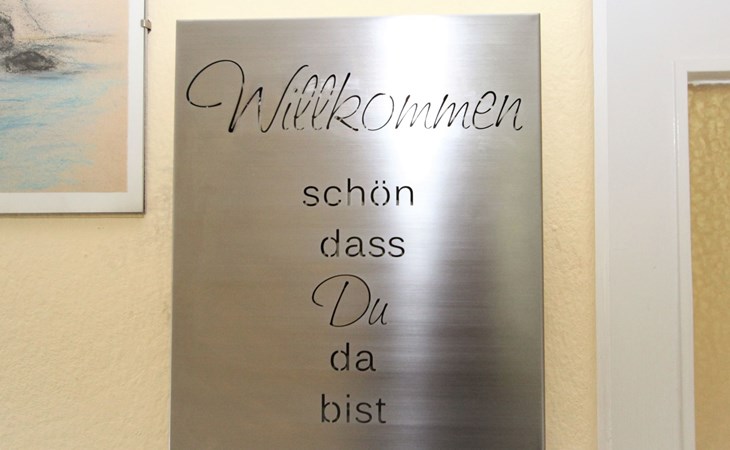 Willkommen
schön
dass
Du
da
bist